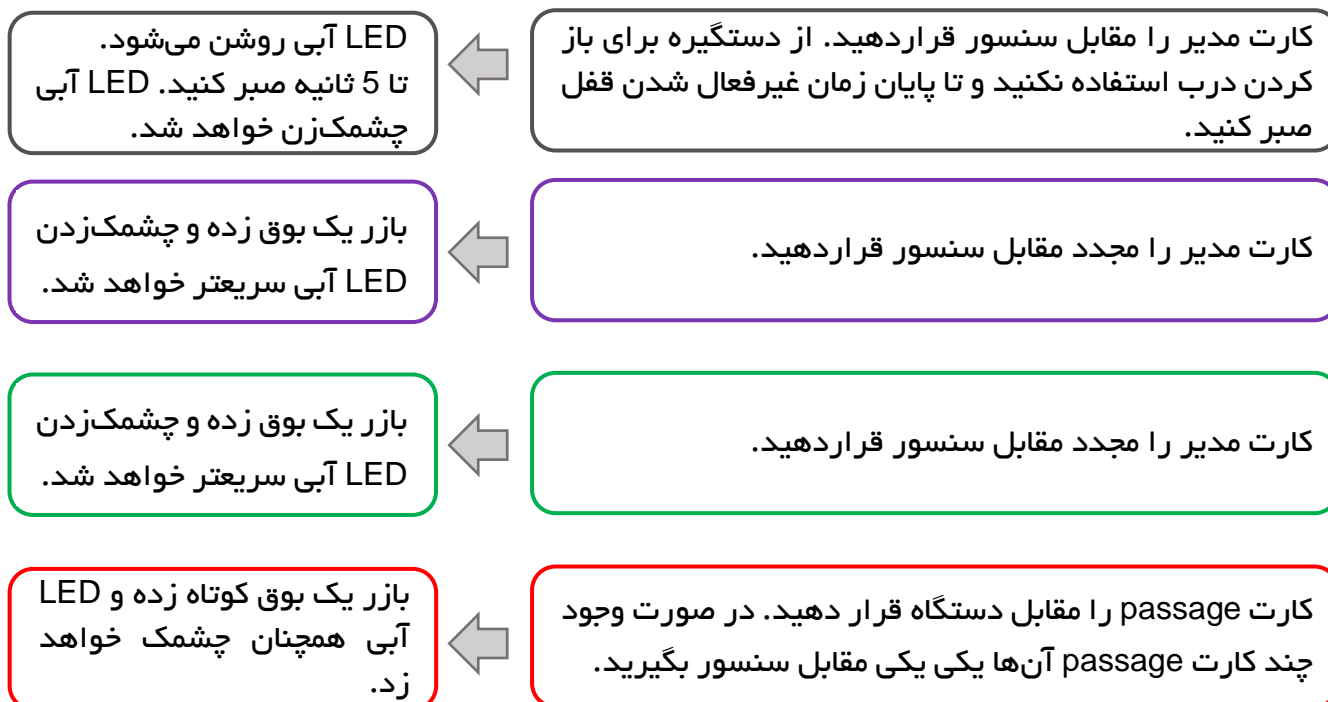 کارت مدیر را مقابل سنسور قراردهید. از دستگیره برای باز
کردن درب استفاده نکنید و تا پایان زمان غیرفعال شدن قفل
صبر کنید.
LED آبی روشن می‌شود.
تا 5 ثانیه صبر کنید. LED آبی
چشمک‌زن خواهد شد.
کارت مدیر را مجدد مقابل سنسور قراردهید.
بازر یک بوق زده و چشمک‌زدن
LED آبی سریعتر خواهد شد.
کارت مدیر را مجدد مقابل سنسور قراردهید.
بازر یک بوق زده و چشمک‌زدن
LED آبی سریعتر خواهد شد.
کارت passage را مقابل دستگاه قرار دهید. در صورت وجود
چند کارت passage آن‌ها یکی یکی مقابل سنسور بگیرید.
بازر یک بوق کوتاه زده و LED
آبی همچنان چشمک خواهد
زد.